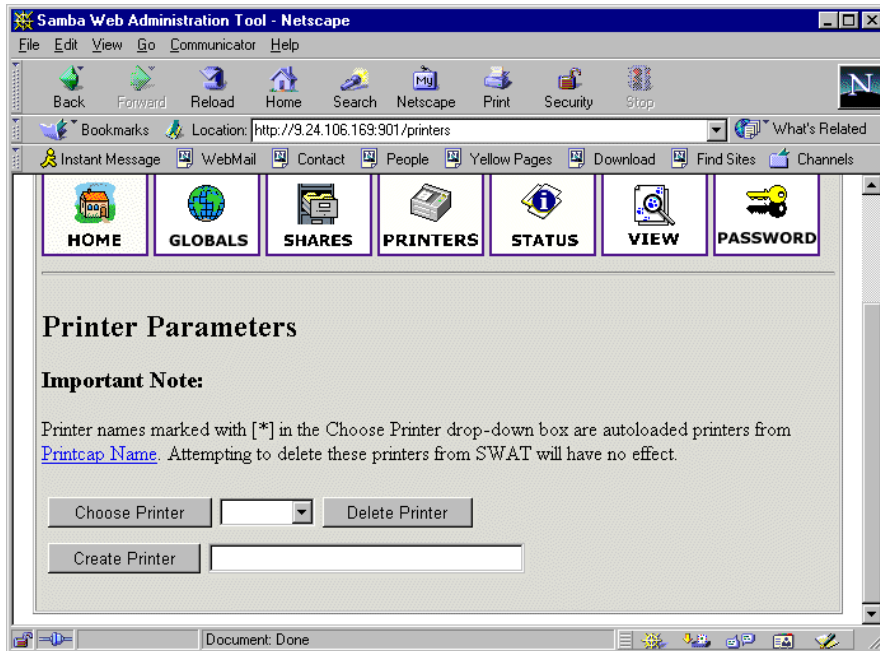 Samba Web Administration Tool - Netscape
File Edit View Go Communicator Help
Back Forward Reload Home Search Netscape Print Security Stop
My
N
Bookmarks Location: http://9.24.106.169:901/printers What's Related
Instant Message WebMail Contact People Yellow Pages Download Find Sites Channels
HOME GLOBALS SHARES PRINTERS STATUS VIEW PASSWORD
Printer Parameters
Important Note:
Printer names marked with [*] in the Choose Printer drop-down box are autoloaded printers from
Printcap Name. Attempting to delete these printers from SWAT will have no effect.
Choose Printer Delete Printer
Create Printer
Document: Done